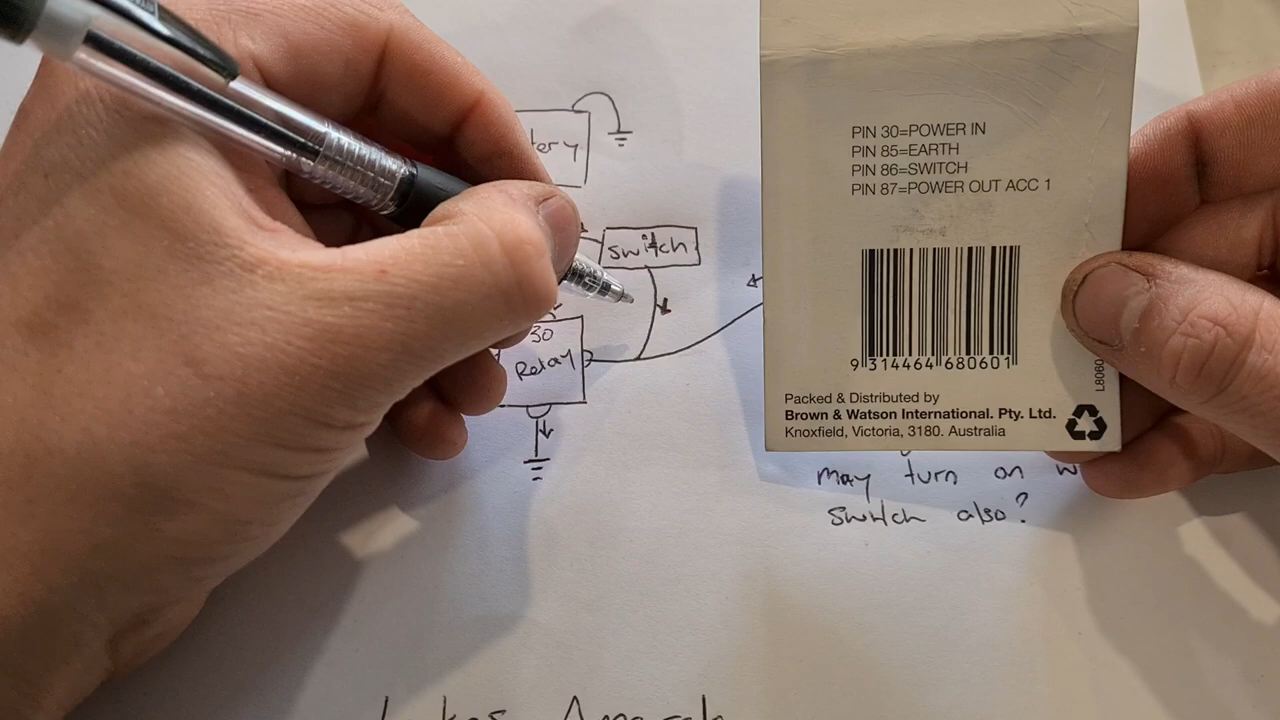 tery
switch
30
Relay
PIN 30=POWER IN
PIN 85=EARTH
PIN 86=SWITCH
PIN 87=POWER OUT ACC 1
9 314464 680601
L8060
Packed & Distributed by
Brown & Watson International. Pty. Ltd.
Knoxfield, Victoria, 3180. Australia
may turn on w
switch also?